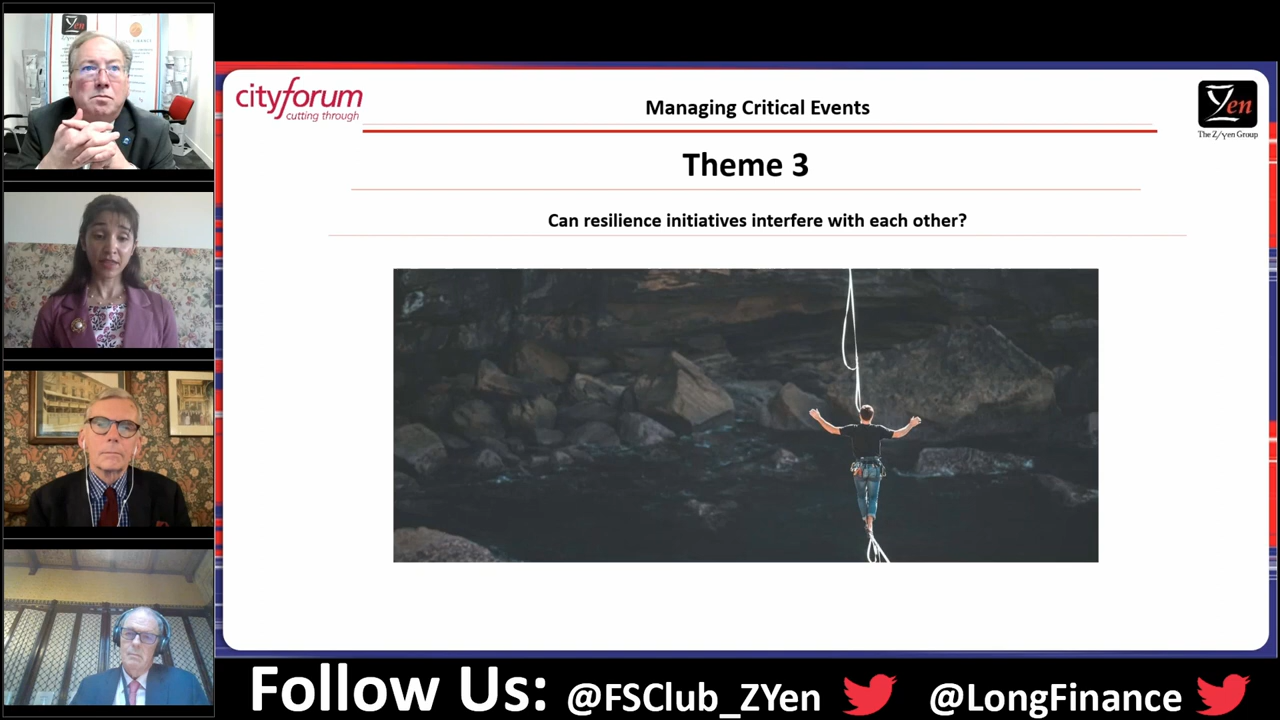 Yen
cityforum
cutting through
Managing Critical Events
Yen
The Z/Yen Group
Theme 3
Can resilience initiatives interfere with each other?
Follow Us: @FSClub_ZYen @LongFinance